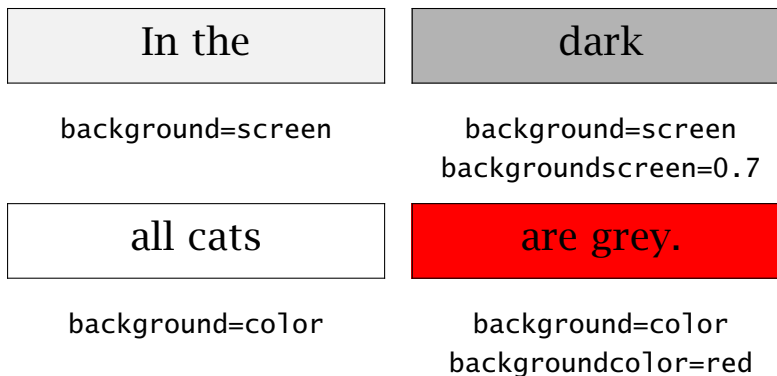 In the
dark
background=screen
background=screen
backgroundscreen=0.7
all cats
are grey.
background=color
background=color
backgroundcolor=red